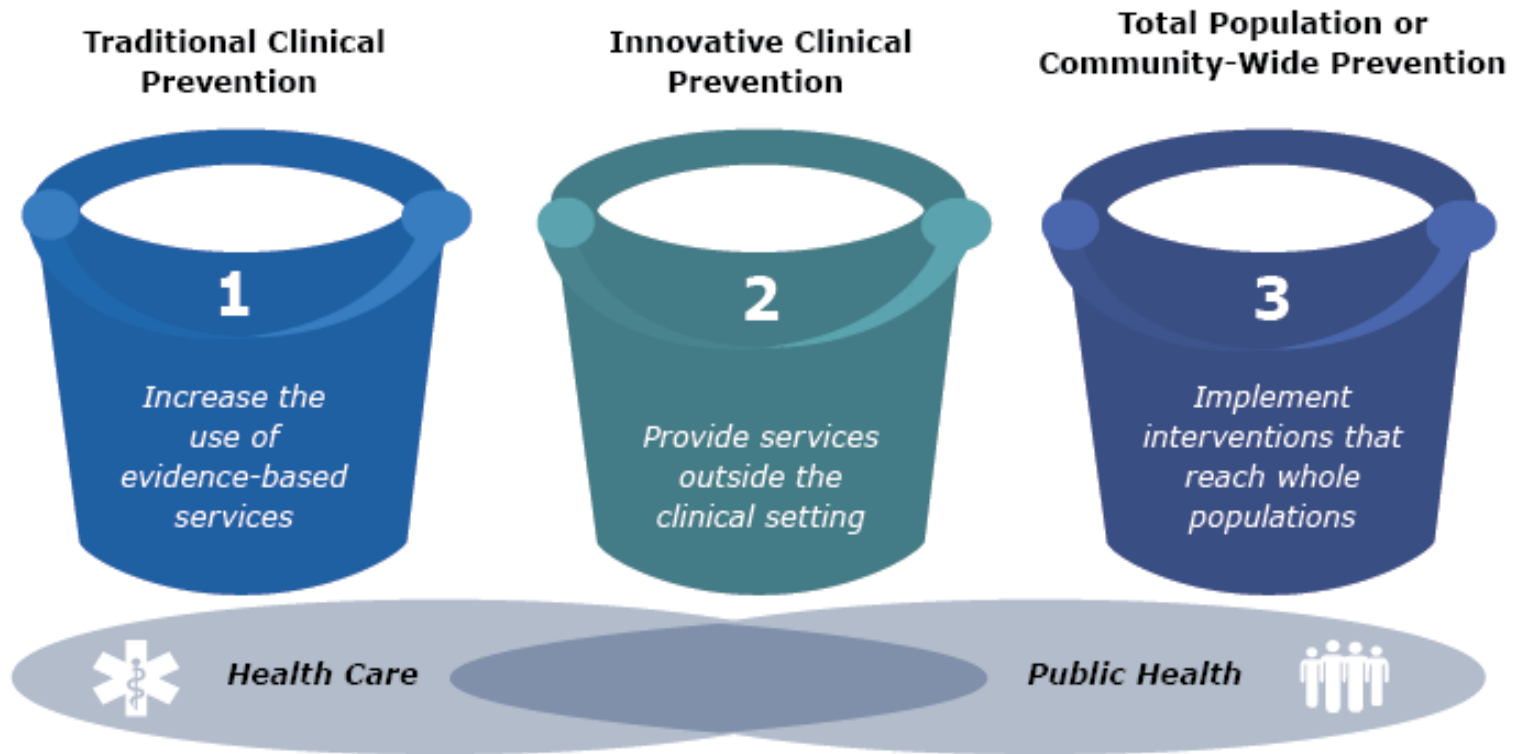 Traditional Clinical
Prevention
Innovative Clinical
Prevention
Total Population or
Community-Wide Prevention
1
Increase the
use of
evidence-based
services
2
Provide services
outside the
clinical setting
3
Implement
interventions that
reach whole
populations
Health Care
Public Health